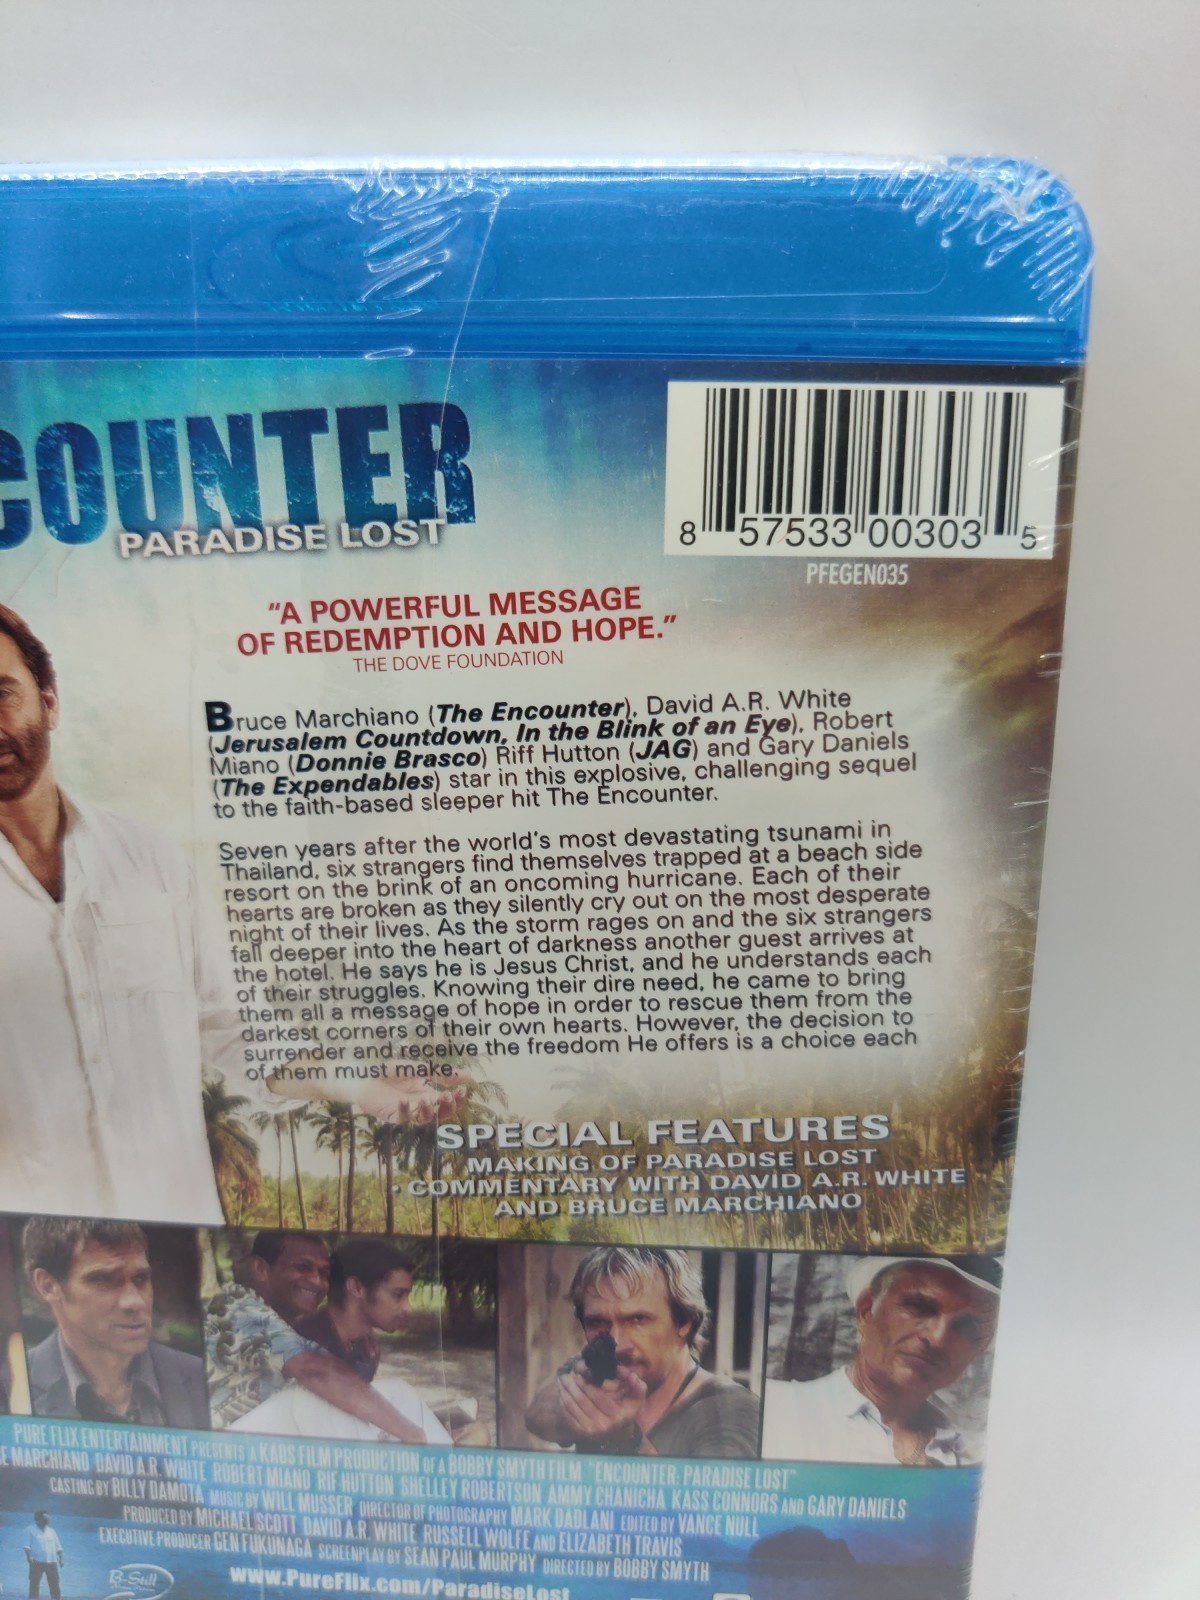 COUNTER
PARADISE LOST
8 57533 00303 5
PFEGEN035
"A POWERFUL MESSAGE
OF REDEMPTION AND HOPE."
THE DOVE FOUNDATION
Bruce Marchiano (The Encounter), David A.R. White
(Jerusalem Countdown, In the Blink of an Eye), Robert
Miano (Donnie Brasco) Riff Hutton (JAG) and Gary Daniels
(The Expendables) star in this explosive, challenging sequel
to the faith-based sleeper hit The Encounter.
Seven years after the world's most devastating tsunami in
Thailand, six strangers find themselves trapped at a beach side
resort on the brink of an oncoming hurricane. Each of their
hearts are broken as they silently cry out on the most desperate
night of their lives. As the storm rages on and the six strangers
fall deeper into the heart of darkness another guest arrives at
the hotel. He says he is Jesus Christ, and he understands each
of their struggles. Knowing their dire need, he came to bring
them all a message of hope in order to rescue them from the
darkest corners of their own hearts. However, the decision to
surrender and receive the freedom He offers is a choice each
of them must make.
SPECIAL FEATURES
MAKING OF PARADISE LOST
• COMMENTARY WITH DAVID A.R. WHITE
AND BRUCE MARCHIANO
PURE FLIX ENTERTAINMENT PRESENTS A KAOS FILM PRODUCTION OF A BOBBY SMYTH FILM "ENCOUNTER: PARADISE LOST"
E MARCHIANO DAVID A.R. WHITE ROBERT MIANO RIF HUTTON SHELLEY ROBERTSON AMMY CHANICHA KASS CONNORS AND GARY DANIELS
CASTING BY BILLY DAMOTA MUSIC BY WILL MUSSER DIRECTOR OF PHOTOGRAPHY MARK DADLANI EDITED BY VANCE NULL
PRODUCED BY MICHAEL SCOTT DAVID A.R. WHITE RUSSELL WOLFE AND ELIZABETH TRAVIS
EXECUTIVE PRODUCER GEN FUKUNAGA SCREENPLAY BY SEAN PAUL MURPHY DIRECTED BY BOBBY SMYTH
B-Still
www.PureFlix.com/ParadiseLost